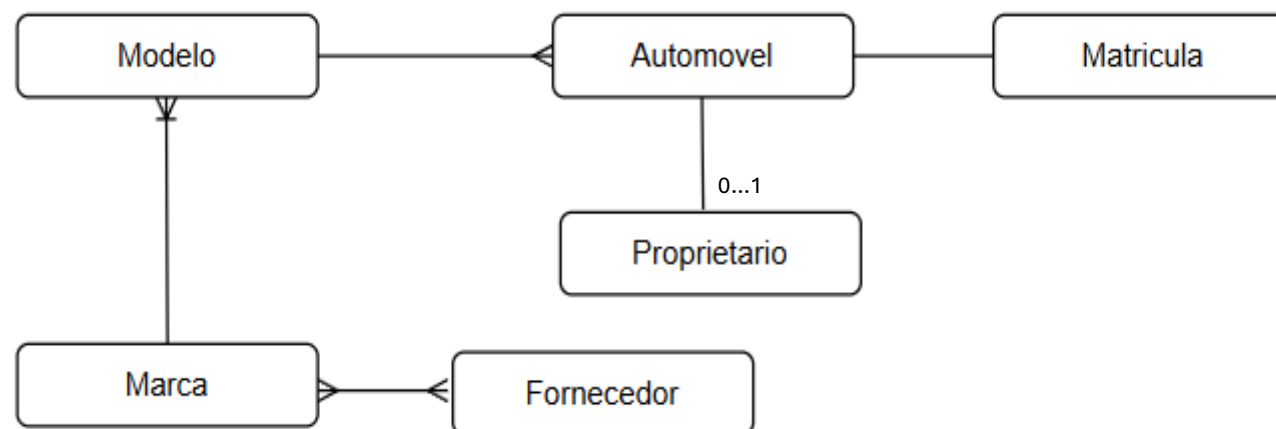 Modelo
Automovel
Matricula
0...1
Proprietario
Marca
Fornecedor